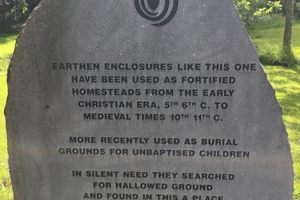 EARTHEN ENCLOSURES LIKE THIS ONE
HAVE BEEN USED AS FORTIFIED
HOMESTEADS FROM THE EARLY
CHRISTIAN ERA, 5TH 6TH C. TO
MEDIEVAL TIMES 10TH 11TH C.
MORE RECENTLY USED AS BURIAL
GROUNDS FOR UNBAPTISED CHILDREN
IN SILENT NEED THEY SEARCHED
FOR HALLOWED GROUND
AND FOUND IN THIS A PLACE